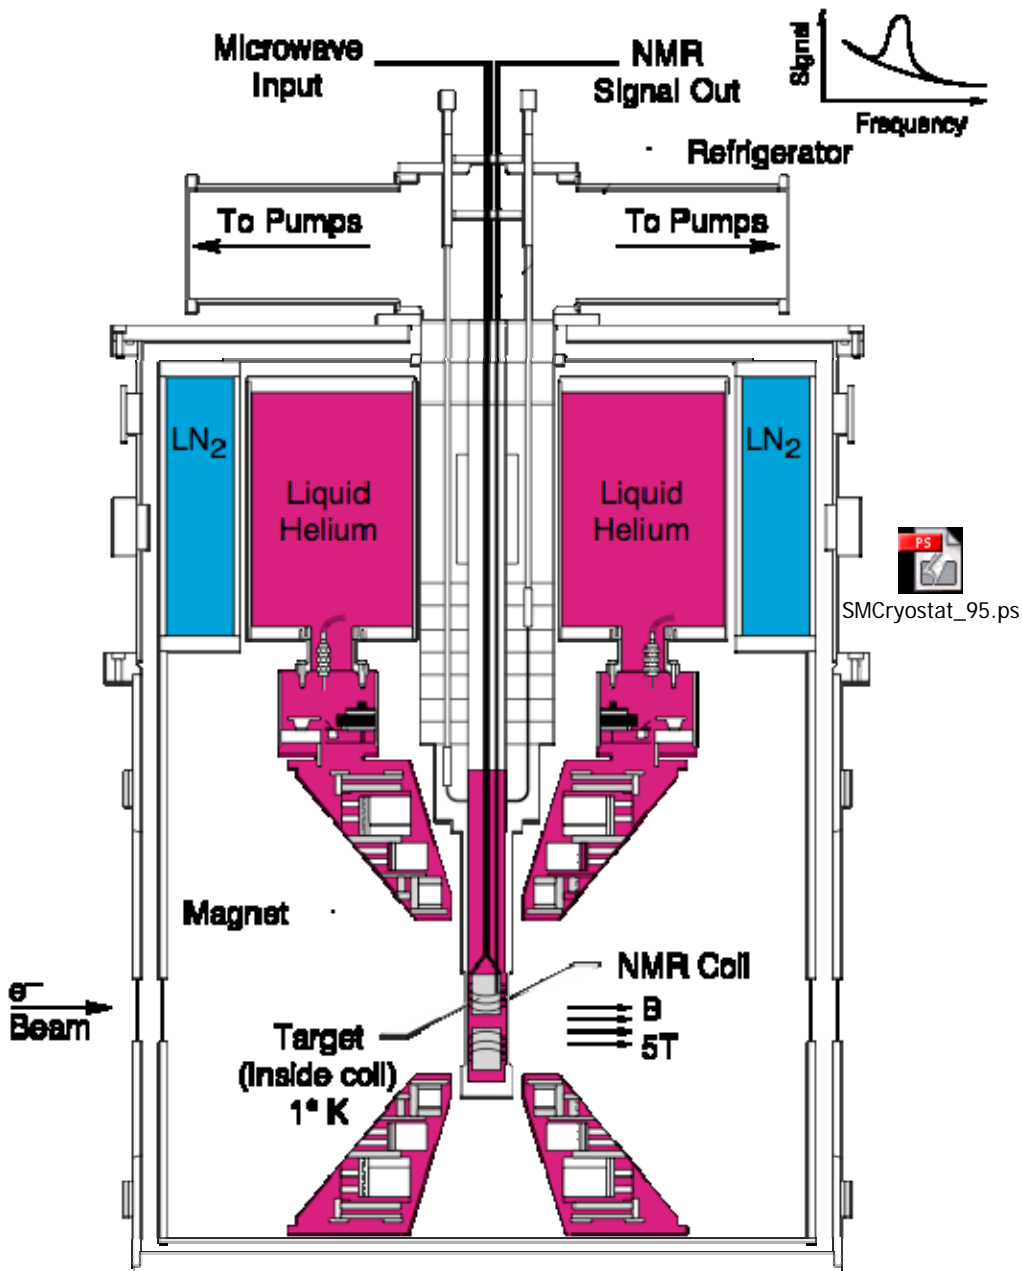 Microwave
Input
NMR
Signal Out
Signal
Frequency
Refrigerator
To Pumps
To Pumps
LN2
Liquid
Helium
Liquid
Helium
LN2
PS
SMCryostat_95.ps
Magnet
NMR Coil
e–
Beam
B
5T
Target
(inside coil)
1° K